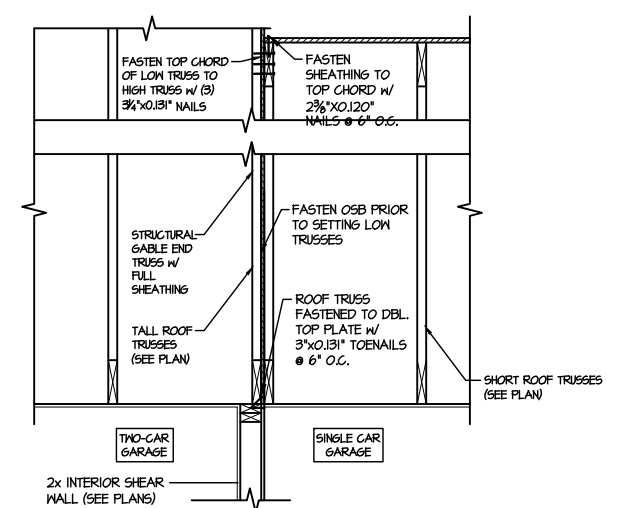 FASTEN TOP CHORD
OF LOW TRUSS TO
HIGH TRUSS w/ (3)
3¼"x0.131" NAILS
FASTEN
SHEATHING TO
TOP CHORD w/
2⅜"x0.120"
NAILS @ 6" O.C.
STRUCTURAL
GABLE END
TRUSS w/
FULL
SHEATHING
FASTEN OSB PRIOR
TO SETTING LOW
TRUSSES
TALL ROOF
TRUSSES
(SEE PLAN)
ROOF TRUSS
FASTENED TO DBL.
TOP PLATE w/
3"x0.131" TOENAILS
@ 6" O.C.
SHORT ROOF TRUSSES
(SEE PLAN)
TWO-CAR
GARAGE
SINGLE CAR
GARAGE
2x INTERIOR SHEAR
WALL (SEE PLANS)